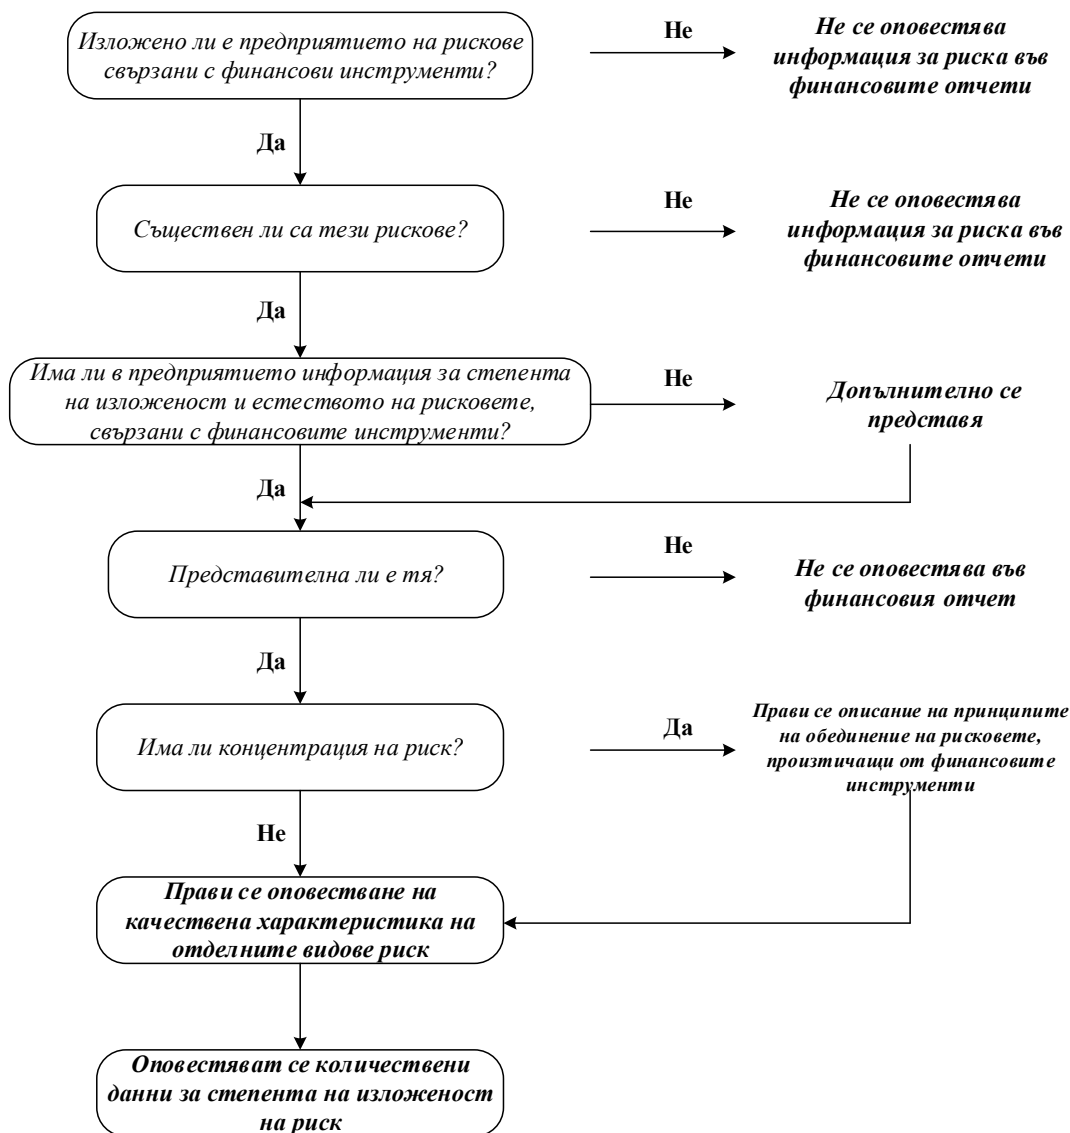 Изложено ли е предприятието на рискове
свързани с финансови инструменти?
Не
Не се оповестява
информация за риска във
финансовите отчети
Да
Съществен ли са тези рискове?
Не
Не се оповестява
информация за риска във
финансовите отчети
Да
Има ли в предприятието информация за степента
на изложеност и естеството на рисковете,
свързани с финансовите инструменти?
Не
Допълнително се
представя
Да
Представителна ли е тя?
Не
Не се оповестява във
финансовия отчет
Да
Има ли концентрация на риск?
Да
Прави се описание на принципите
на обединение на рисковете,
произтичащи от финансовите
инструменти
Не
Прави се оповестване на
качествена характеристика на
отделните видове риск
Оповестяват се количествени
данни за степента на изложеност
на риск